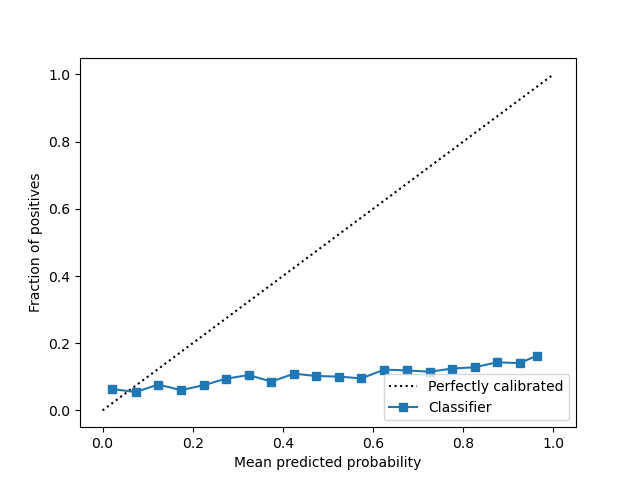 1.0
0.8
0.6
0.4
0.2
0.0
Fraction of positives
Perfectly calibrated
Classifier
0.0 0.2 0.4 0.6 0.8 1.0
Mean predicted probability